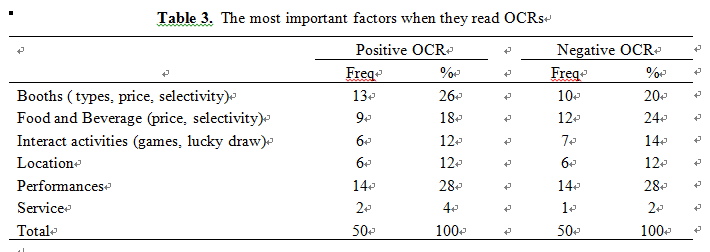 Table 3. The most important factors when they read OCRs
Positive OCR Negative OCR
Freq % Freq %
Booths ( types, price, selectivity) 13 26 10 20
Food and Beverage (price, selectivity) 9 18 12 24
Interact activities (games, lucky draw) 6 12 7 14
Location 6 12 6 12
Performances 14 28 14 28
Service 2 4 1 2
Total 50 100 50 100